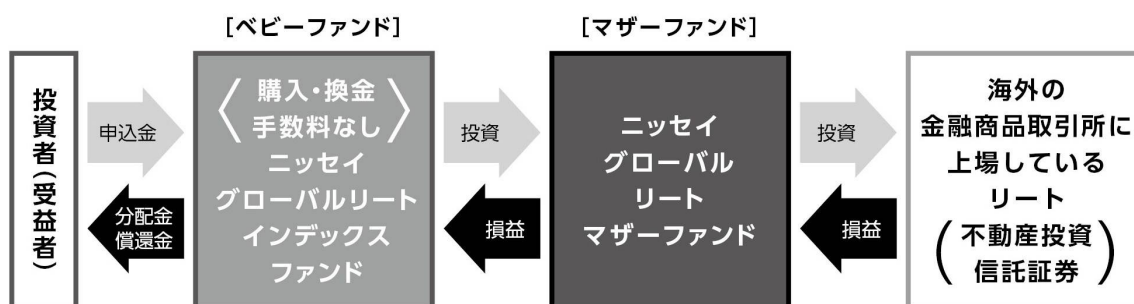 [ベビーファンド]
[マザーファンド]
投資者(受益者)
申込金
分配金
償還金
〈購入・換金
手数料なし〉
ニッセイ
グローバルリート
インデックス
ファンド
投資
損益
ニッセイ
グローバル
リート
マザーファンド
投資
損益
海外の
金融商品取引所に
上場している
リート
(不動産投資
信託証券)